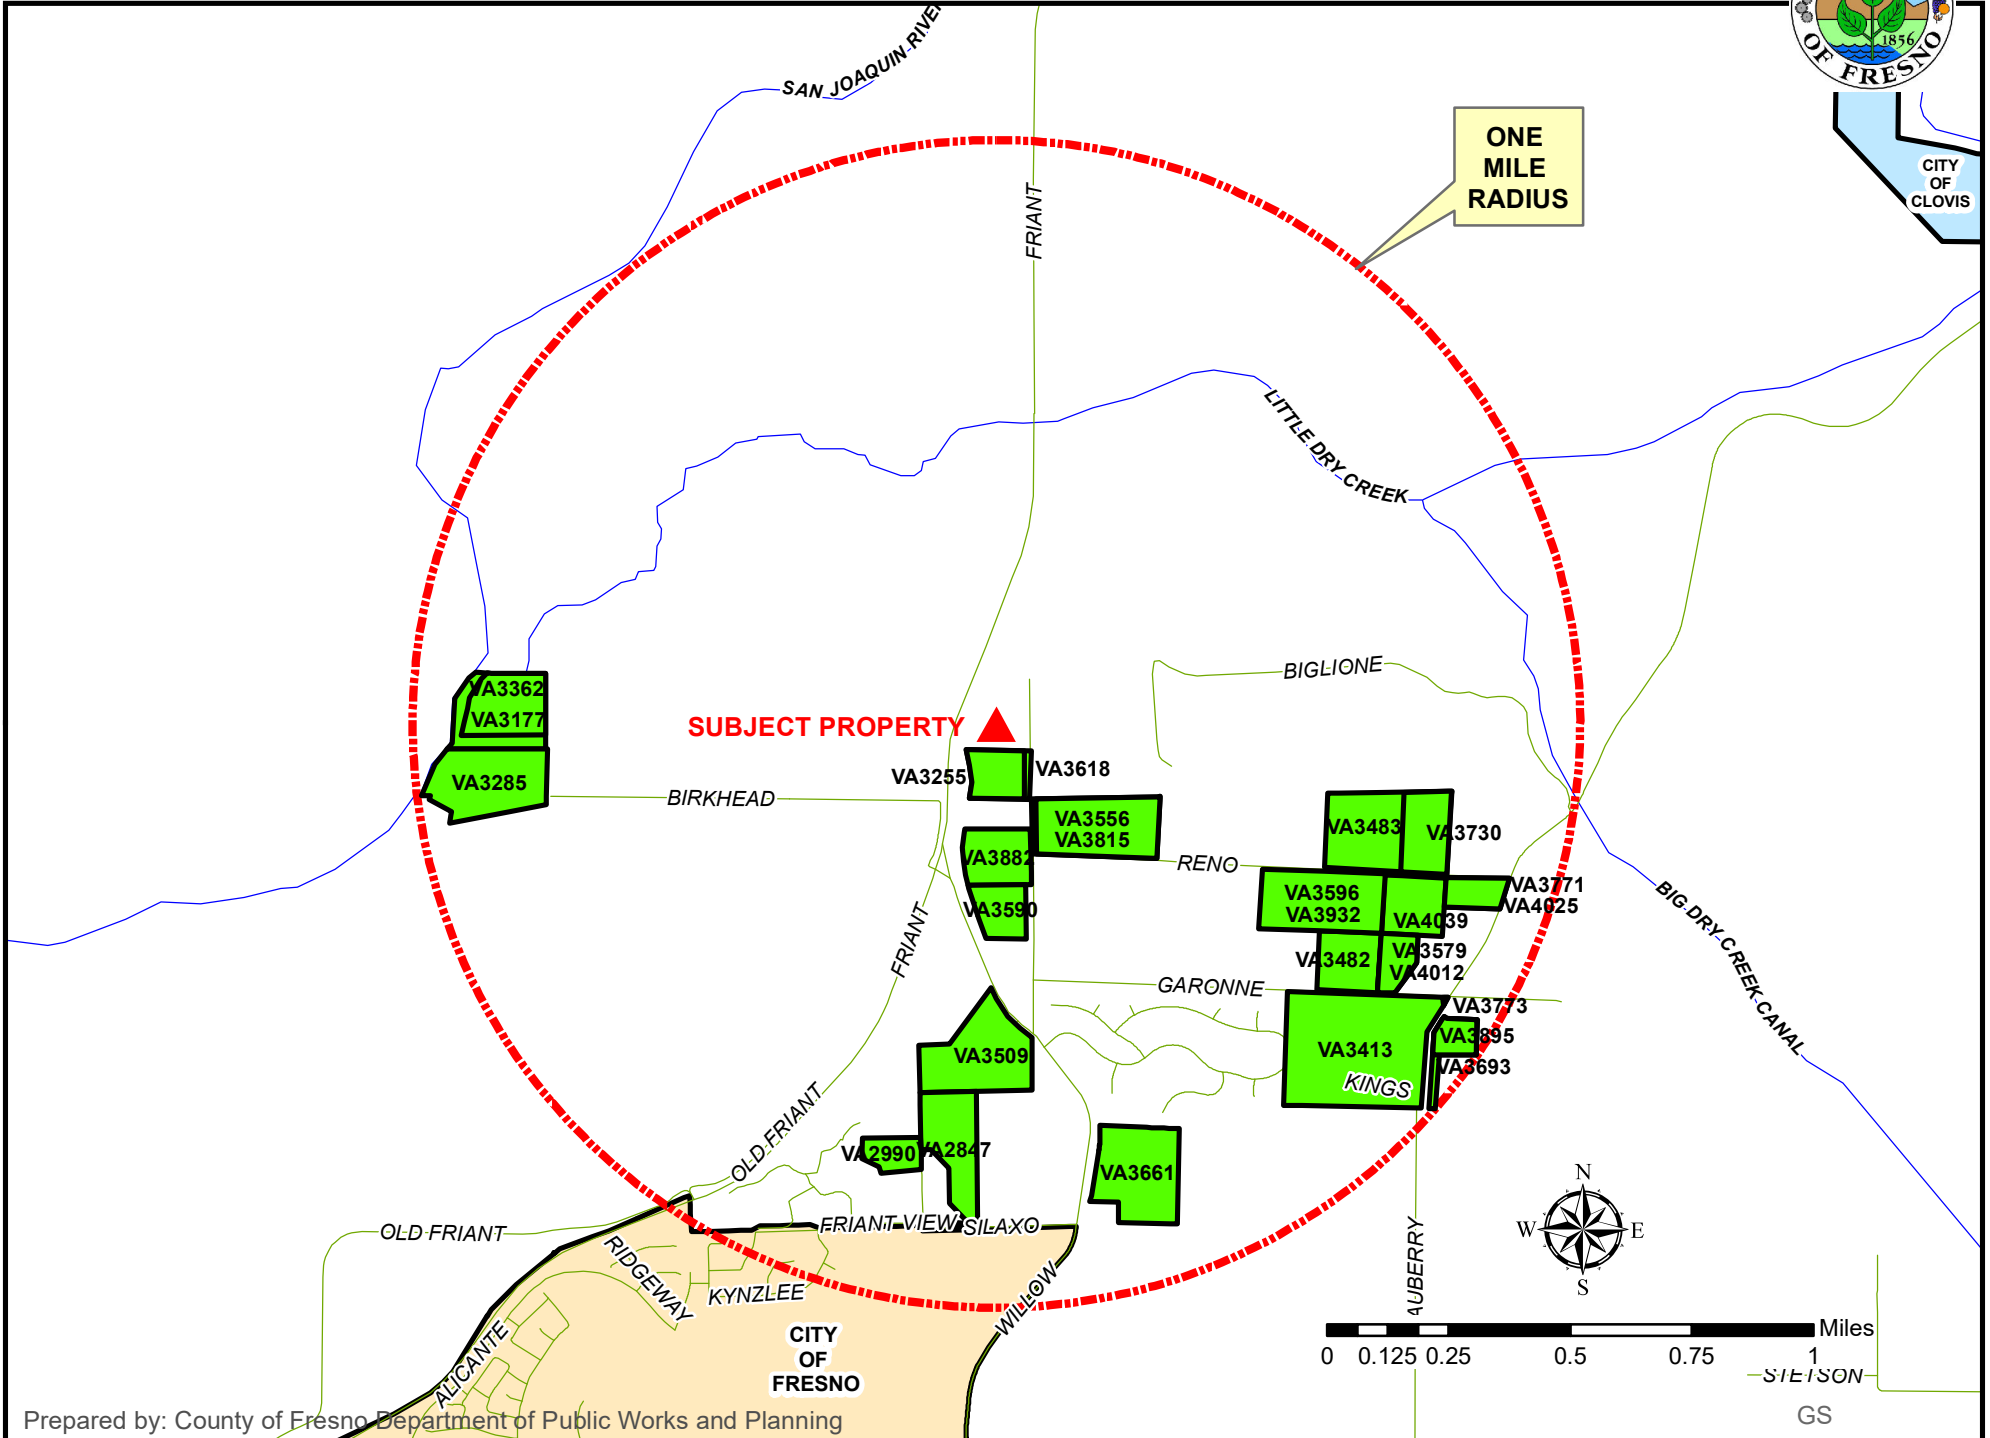 1856
OF FRESNO
SAN JOAQUIN RIVER
ONE
MILE
RADIUS
CITY
OF
CLOVIS
FRIANT
LITTLE DRY CREEK
BIGLIONE
VA3362
VA3177
SUBJECT PROPERTY
VA3285
VA3255
VA3618
BIRKHEAD
VA3556
VA3815
VA3483
VA3730
VA3882
RENO
VA3596
VA3932
VA3771
VA4025
VA4039
VA3590
BIG DRY CREEK CANAL
FRIANT
VA3482
VA3579
VA4012
GARONNE
VA3773
VA3895
VA3693
VA3509
VA3413
KINGS
OLD FRIANT
VA2990
VA2847
VA3661
OLD FRIANT
FRIANT VIEW
SILAXO
RIDGEWAY
KYNZLEE
WILLOW
AUBERRY
N
W
E
S
ALICANTE
CITY
OF
FRESNO
Miles
0 0.125 0.25 0.5 0.75 1
STETSON
Prepared by: County of Fresno Department of Public Works and Planning
GS